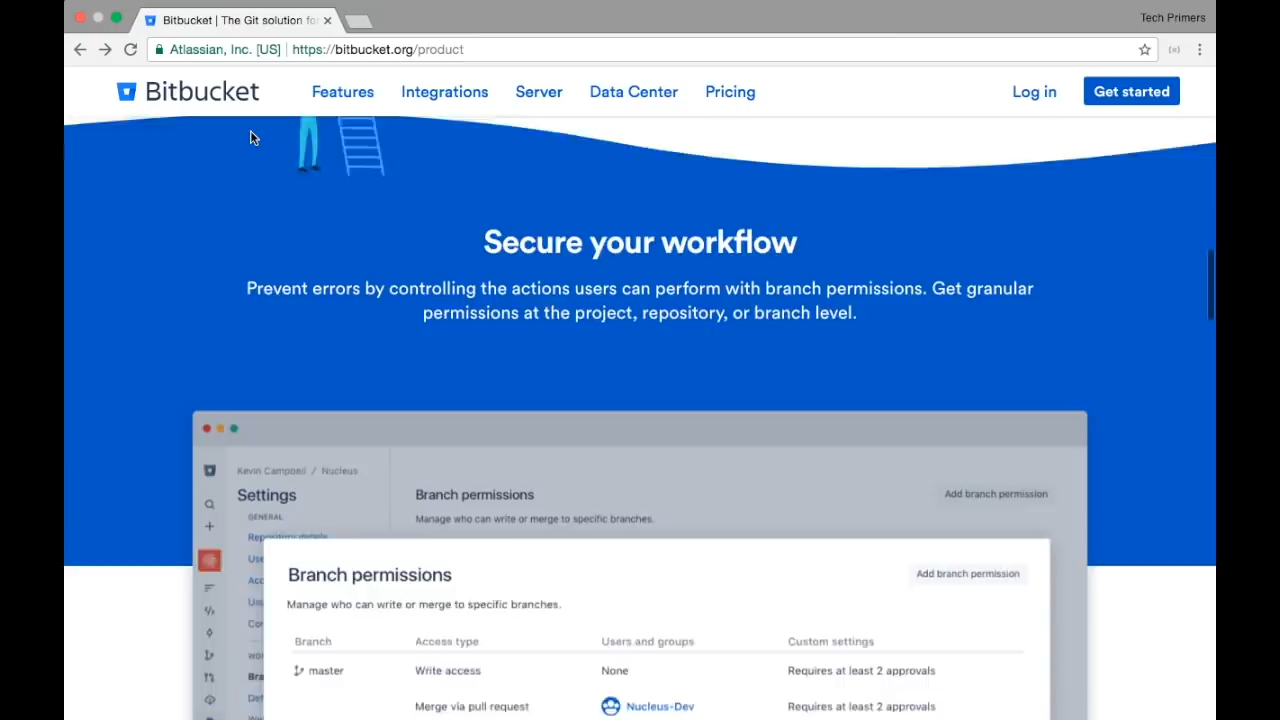 Bitbucket | The Git solution for
Tech Primers
Atlassian, Inc. [US] | https://bitbucket.org/product
Bitbucket Features Integrations Server Data Center Pricing Log in Get started
Secure your workflow
Prevent errors by controlling the actions users can perform with branch permissions. Get granular
permissions at the project, repository, or branch level.
Kevin Campbell / Nucleus
Settings
Branch permissions
Add branch permission
GENERAL
Manage who can write or merge to specific branches.
Repository details
Branch permissions
Add branch permission
Manage who can write or merge to specific branches.
Branch Access type Users and groups Custom settings
master Write access None Requires at least 2 approvals
Merge via pull request Nucleus-Dev Requires at least 2 approvals